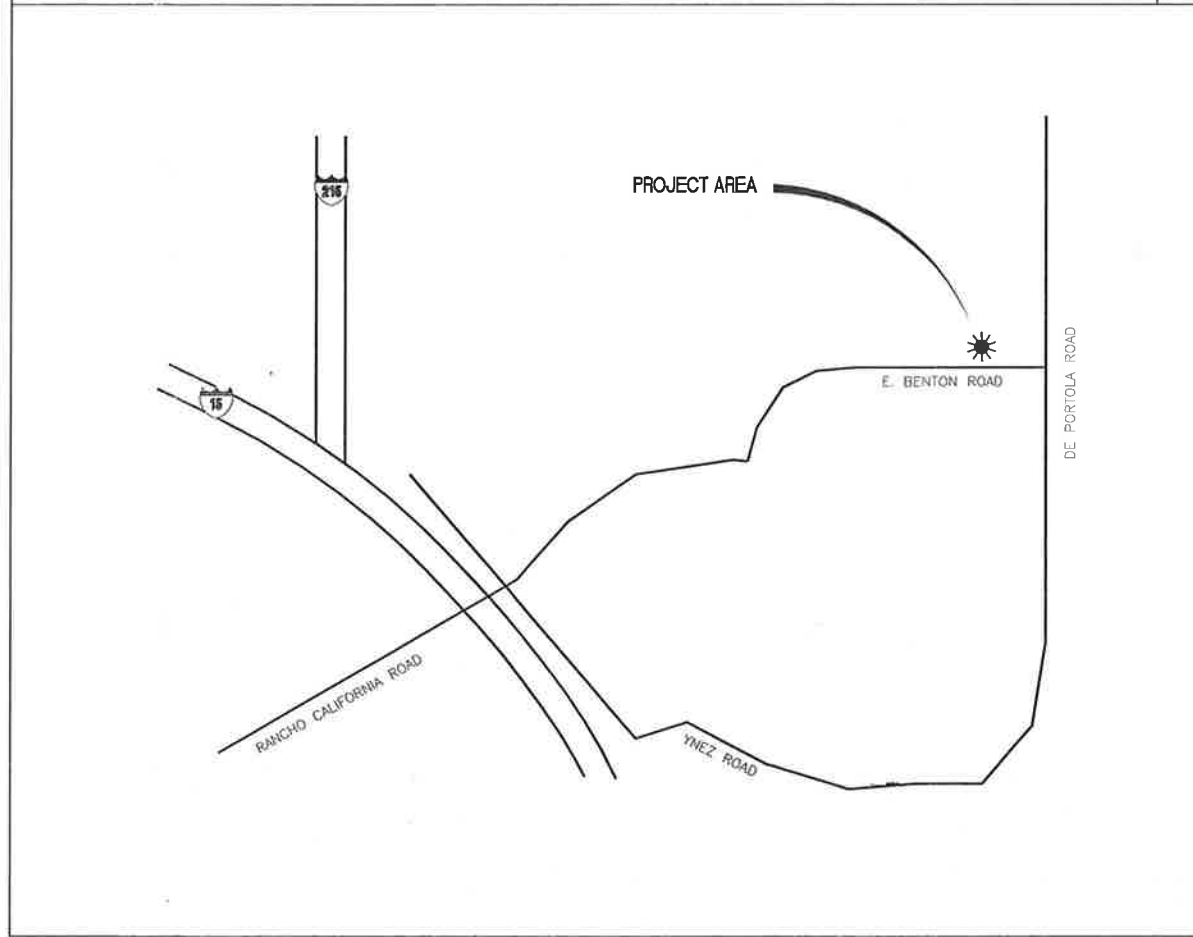 215
PROJECT AREA
15
E. BENTON ROAD
DE PORTOLA ROAD
RANCHO CALIFORNIA ROAD
YNEZ ROAD